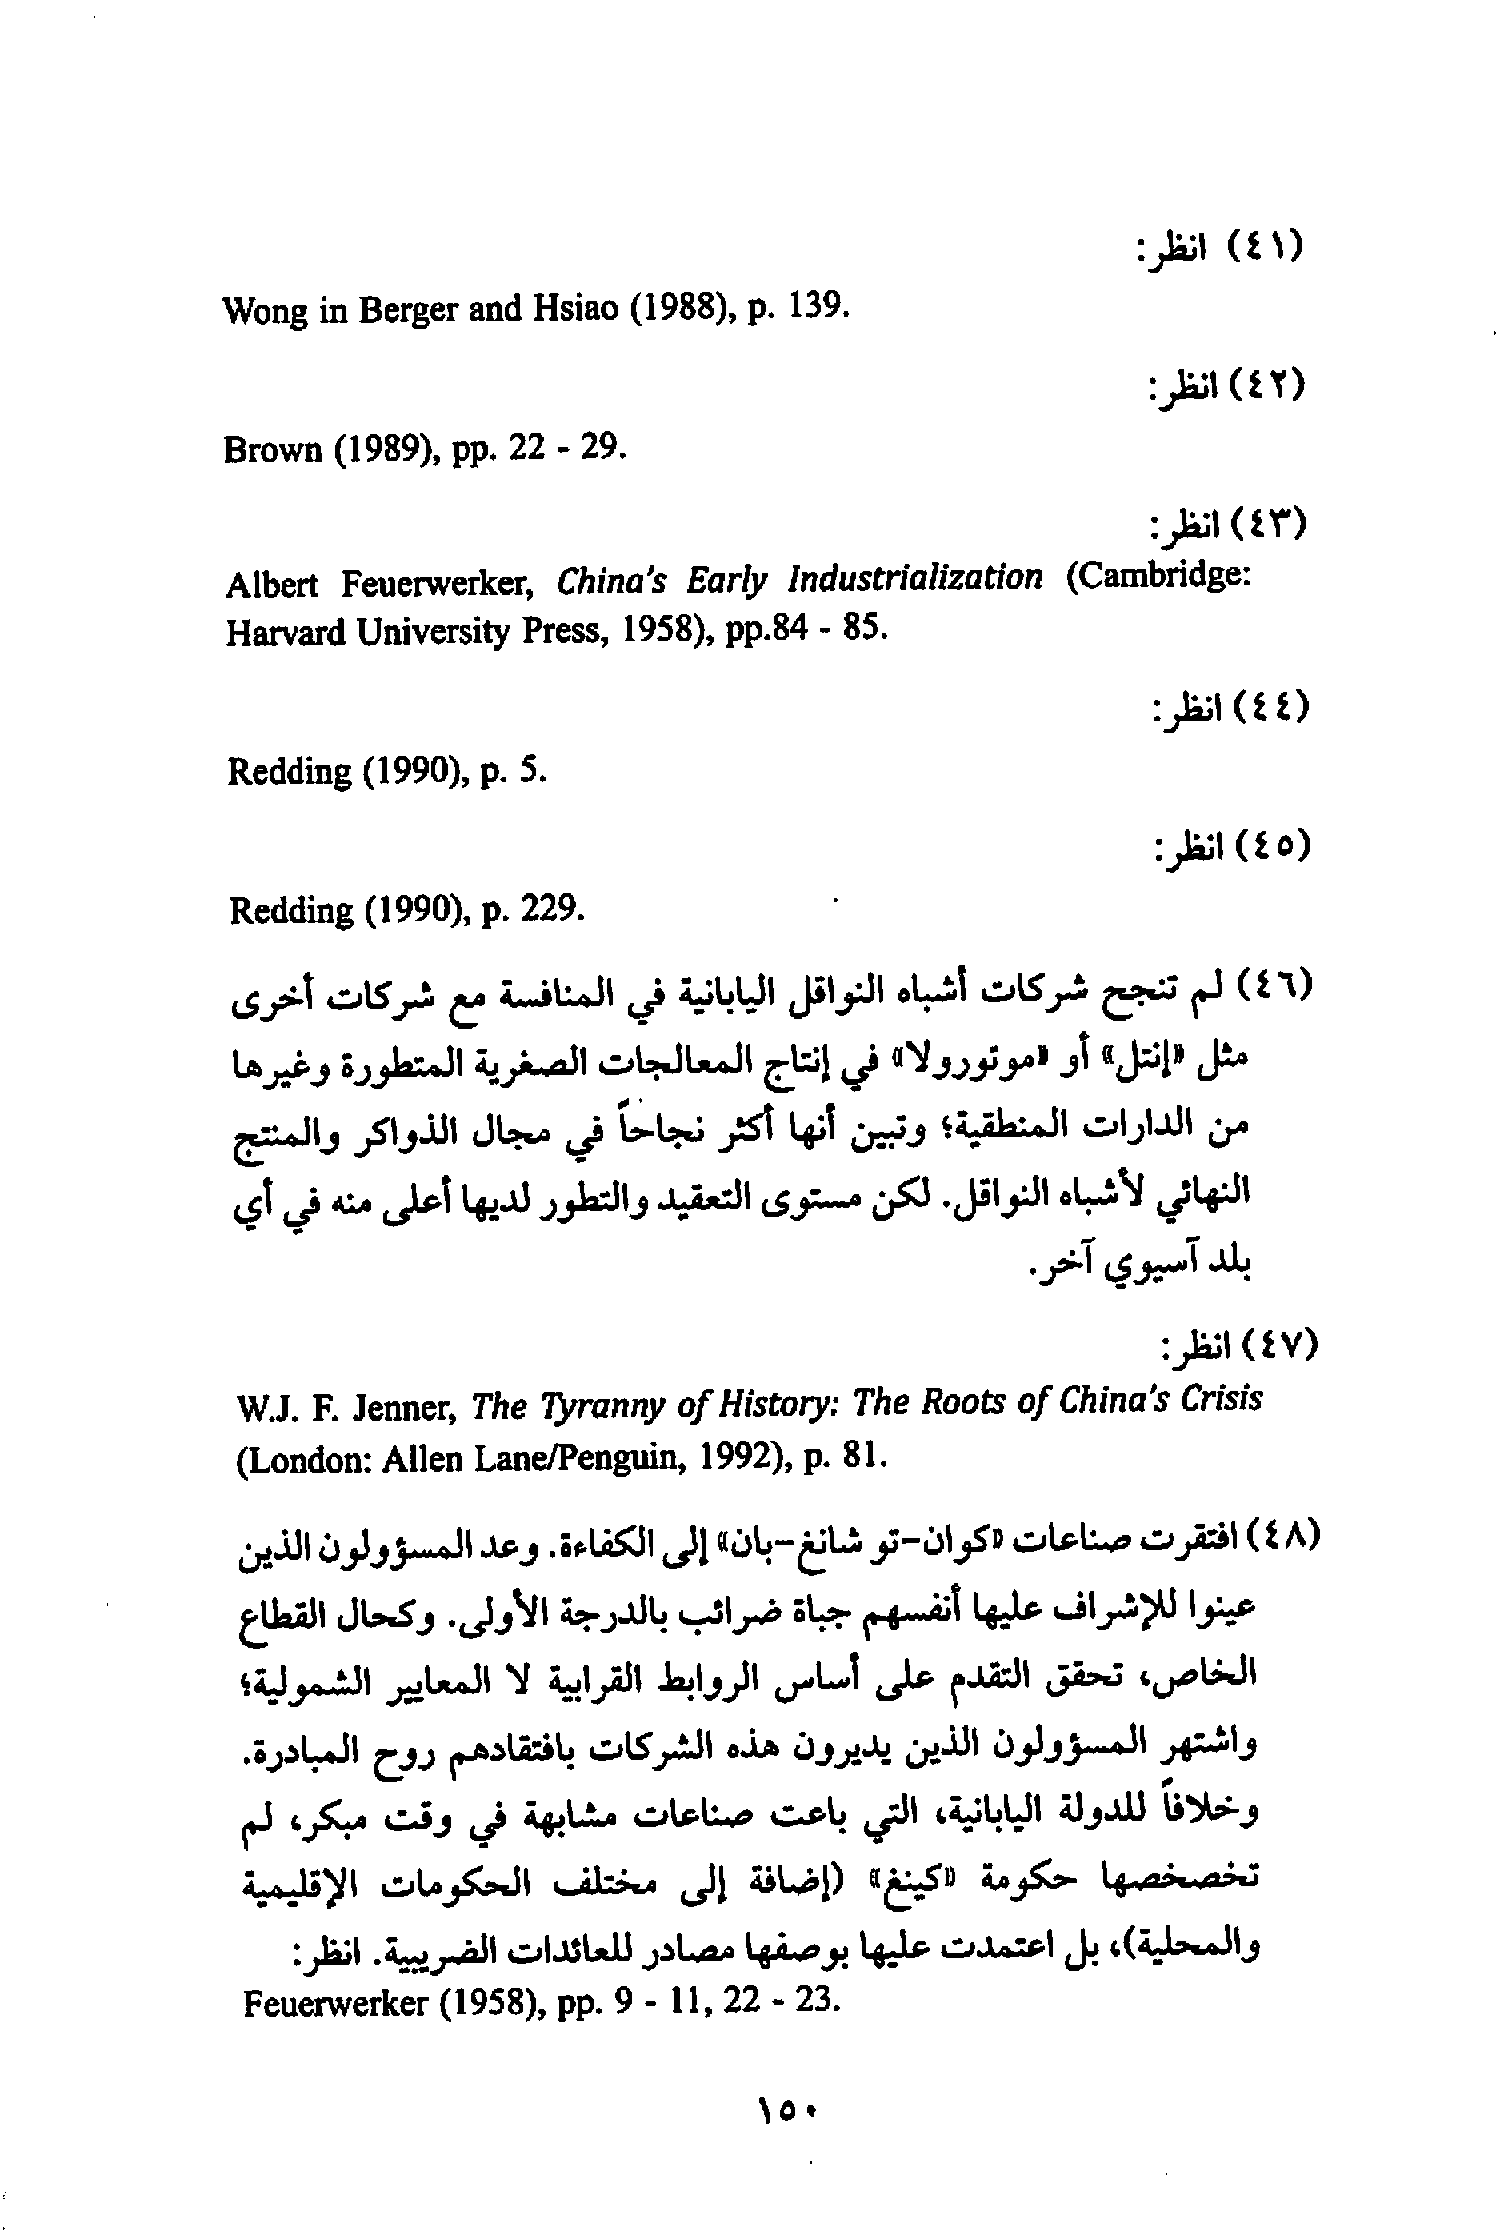 (٤١) انظر:
Wong in Berger and Hsiao (1988), p. 139.
(٤٢) انظر:
Brown (1989), pp. 22 - 29.
(٤٣) انظر:
Albert Feuerwerker, China's Early Industrialization (Cambridge:
Harvard University Press, 1958), pp.84 - 85.
(٤٤) انظر:
Redding (1990), p. 5.
(٤٥) انظر:
Redding (1990), p. 229.
(٤٦) لم تنجح شركات أشباه النواقل اليابانية في المنافسة مع شركات أخرى
مثل «إنتل» أو «موتورولا» في إنتاج المعالجات الصغرية المتطورة وغيرها
من الدارات المنطقية؛ وتبين أنها أكثر نجاحاً في مجال الذواكر والمنتج
النهائي لأشباه النواقل. لكن مستوى التعقيد والتطور لديها أعلى منه في أي
بلد آسيوي آخر.
(٤٧) انظر:
W.J. F. Jenner, The Tyranny of History: The Roots of China's Crisis
(London: Allen Lane/Penguin, 1992), p. 81.
(٤٨) افتقرت صناعات «كوان-تو شانغ-بان» إلى الكفاءة. وعد المسؤولون الذين
عينوا للإشراف عليها أنفسهم جباة ضرائب بالدرجة الأولى. وكحال القطاع
الخاص، تحقق التقدم على أساس الروابط القرابية لا المعايير الشمولية؛
واشتهر المسؤولون الذين يديرون هذه الشركات بافتقادهم روح المبادرة.
وخلافاً للدولة اليابانية، التي باعت صناعات مشابهة في وقت مبكر، لم
تخصخصها حكومة «كينغ» (إضافة إلى مختلف الحكومات الإقليمية
والمحلية)، بل اعتمدت عليها بوصفها مصادر للعائدات الضريبية. انظر:
Feuerwerker (1958), pp. 9 - 11, 22 - 23.
١٥٠